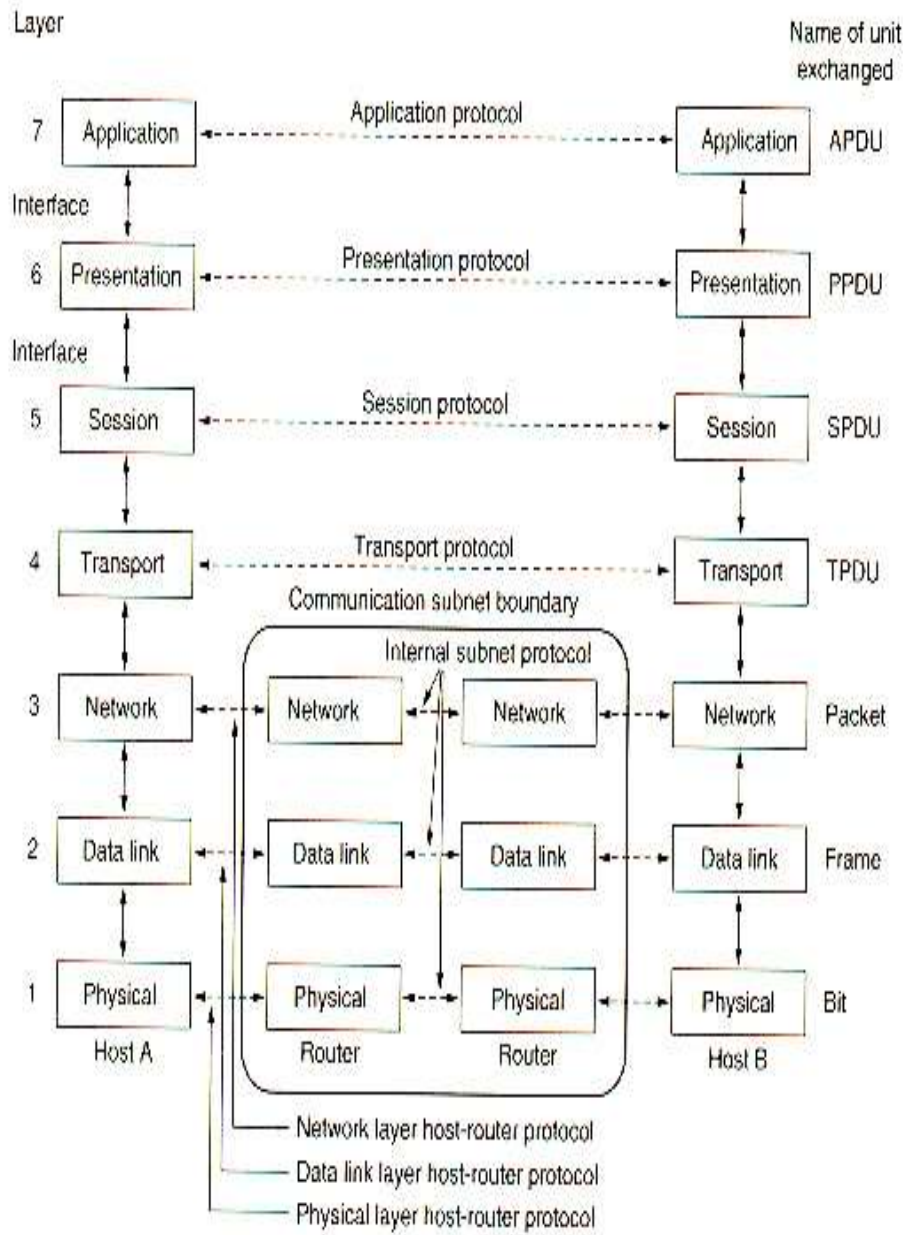 Layer
Name of unit
exchanged
7
Application
Application protocol
Application
APDU
Interface
6
Presentation
Presentation protocol
Presentation
PPDU
Interface
5
Session
Session protocol
Session
SPDU
4
Transport
Transport protocol
Transport
TPDU
Communication subnet boundary
Internal subnet protocol
3
Network
Network
Network
Network
Packet
2
Data link
Data link
Data link
Data link
Frame
1
Physical
Physical
Physical
Physical
Bit
Host A
Router
Router
Host B
Network layer host-router protocol
Data link layer host-router protocol
Physical layer host-router protocol